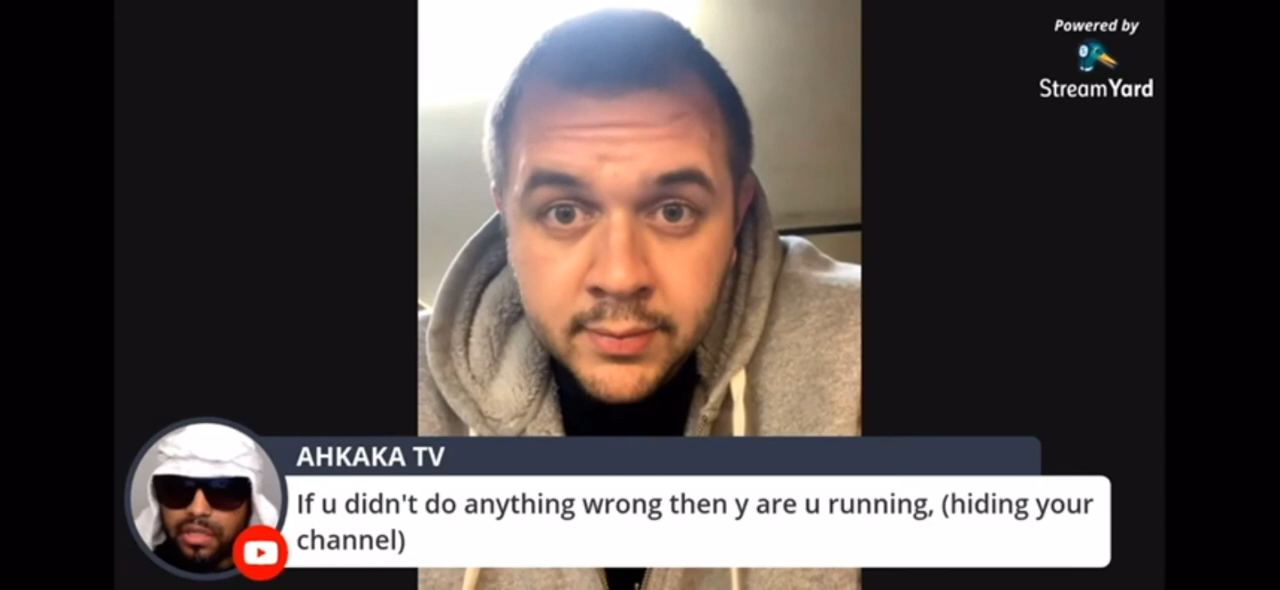 Powered by
StreamYard
AHKAKA TV
If u didn't do anything wrong then y are u running, (hiding your
channel)